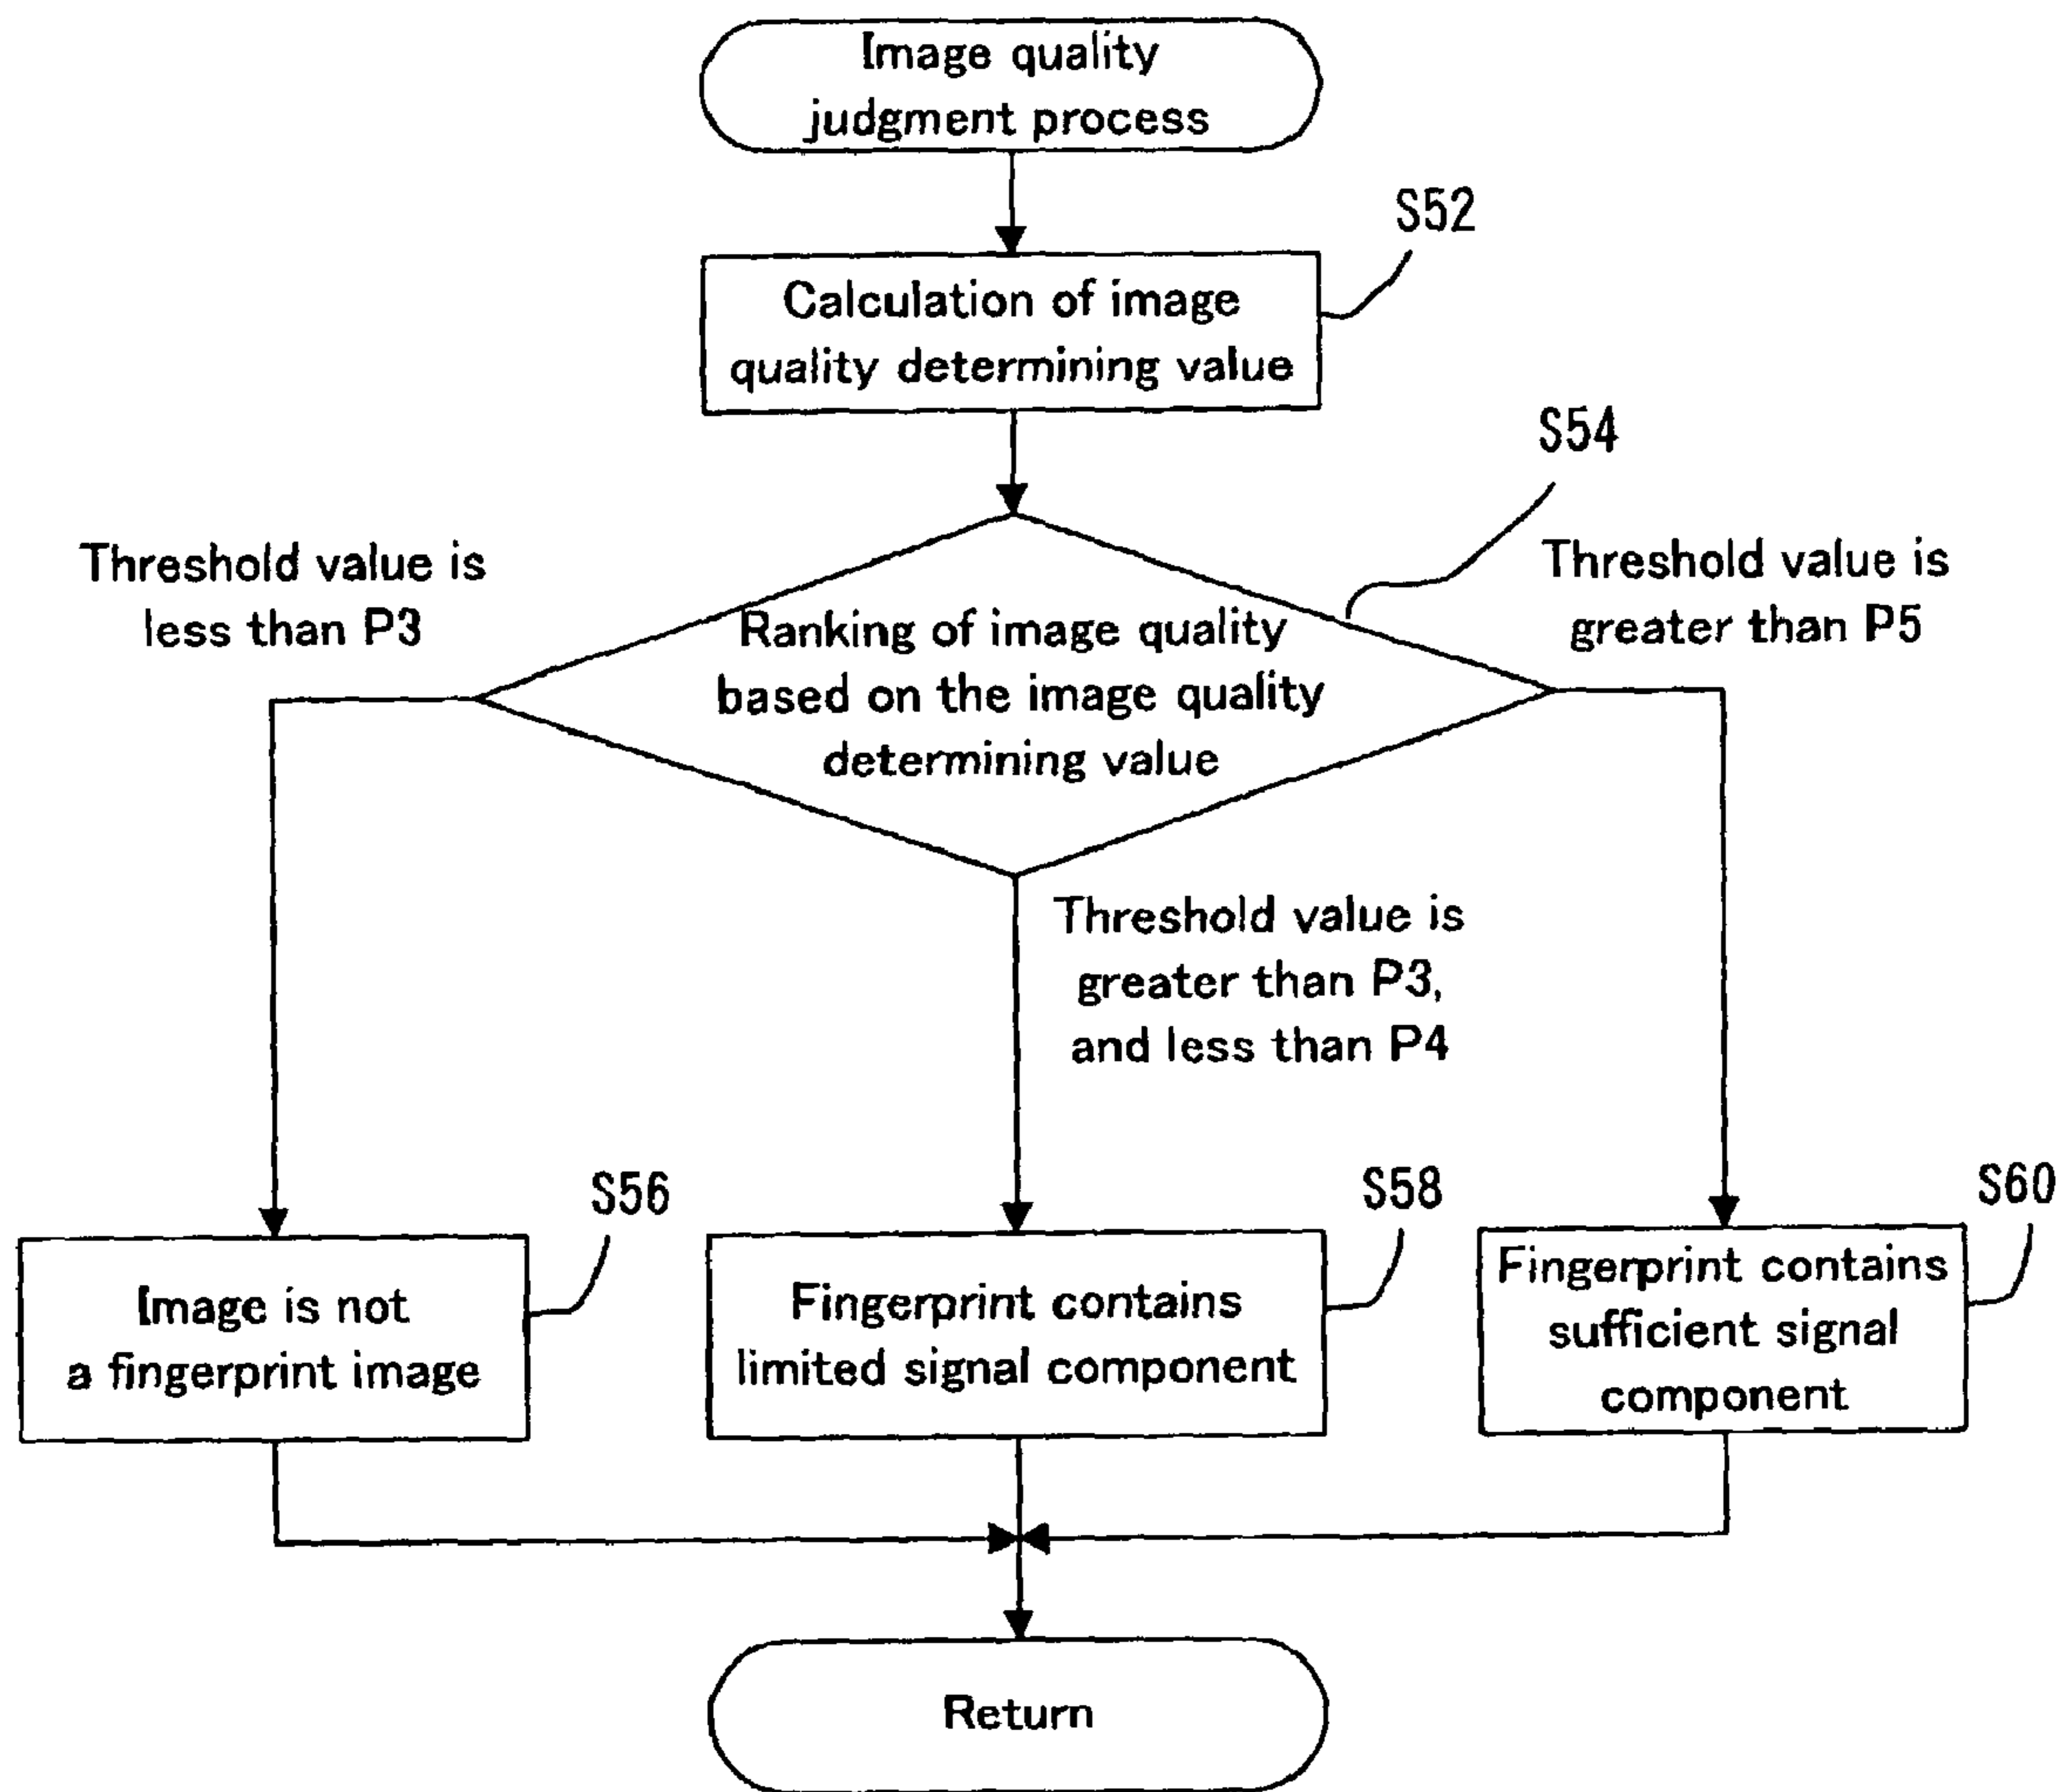 Image quality
judgment process
S52
Calculation of image
quality determining value
S54
Threshold value is
less than P3
Threshold value is
greater than P5
Ranking of image quality
based on the image quality
determining value
Threshold value is
greater than P3,
and less than P4
S56
S58
S60
Image is not
a fingerprint image
Fingerprint contains
limited signal component
Fingerprint contains
sufficient signal
component
Return